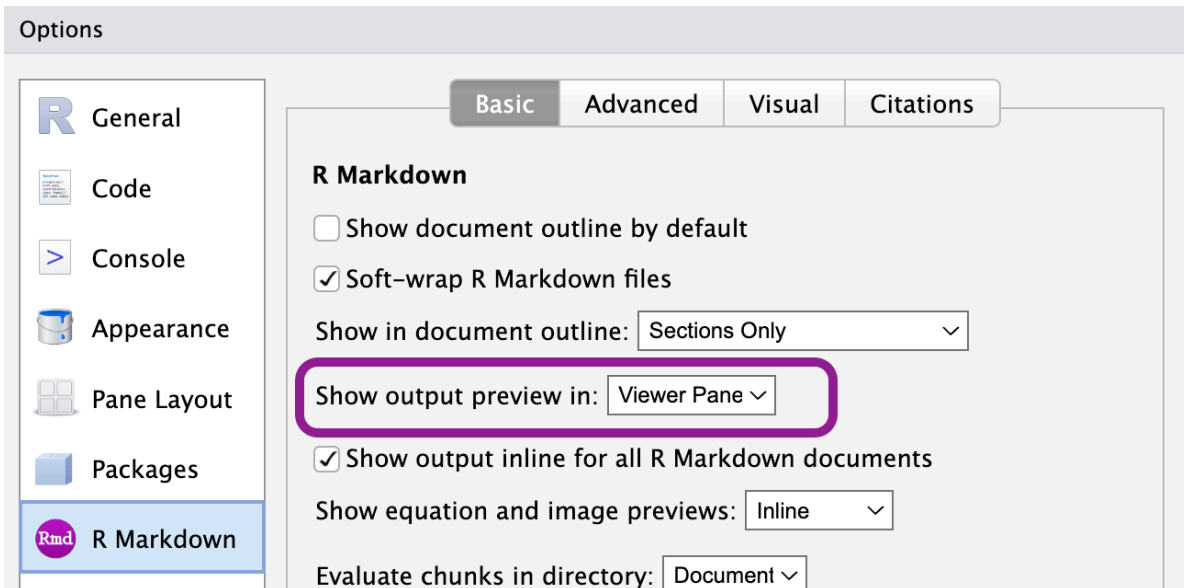 Options
General
Code
>
Console
Appearance
Pane Layout
Packages
Rmd
R Markdown
Basic
Advanced
Visual
Citations
R Markdown
Show document outline by default
Soft-wrap R Markdown files
Show in document outline: Sections Only
Show output preview in: Viewer Pane
Show output inline for all R Markdown documents
Show equation and image previews: Inline
Evaluate chunks in directory: Document